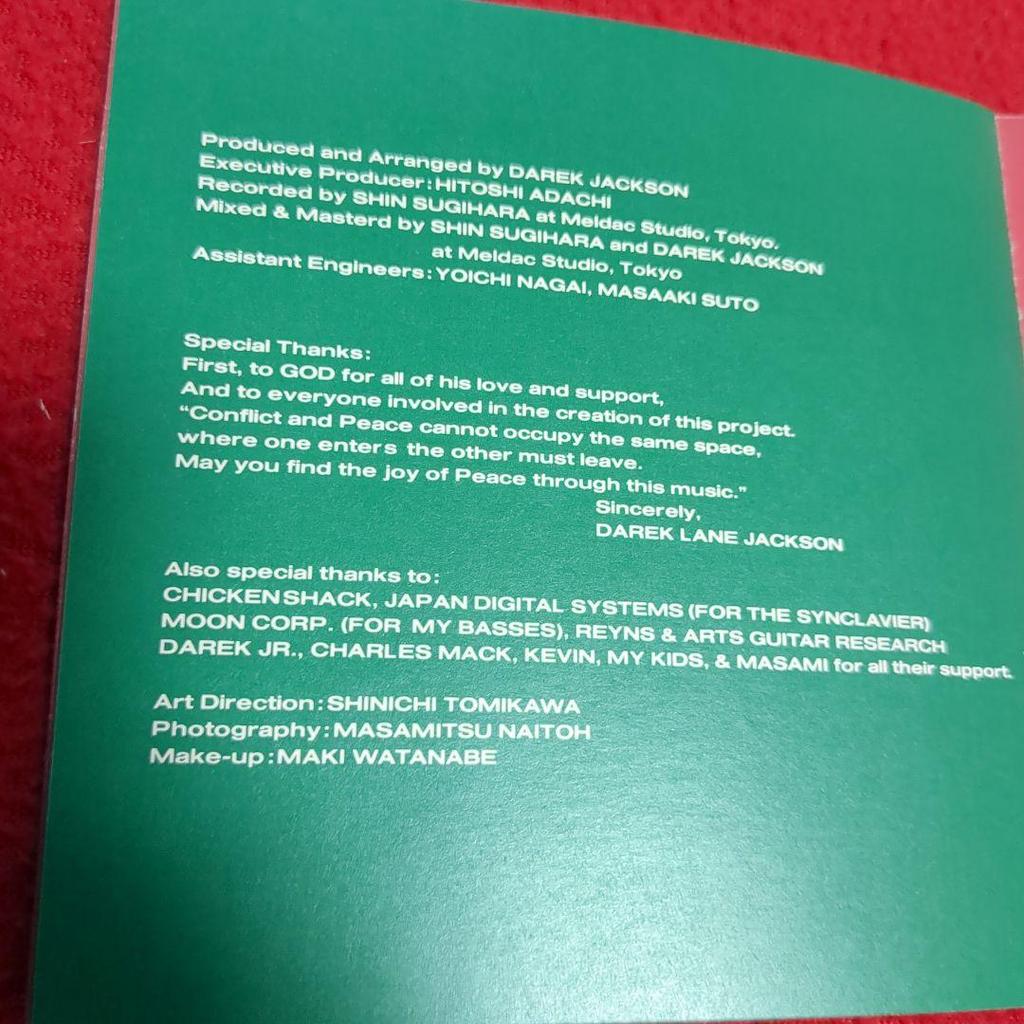 Produced and Arranged by DAREK JACKSON
Executive Producer:HITOSHI ADACHI
Recorded by SHIN SUGIHARA at Meldac Studio, Tokyo.
Mixed & Masterd by SHIN SUGIHARA and DAREK JACKSON
at Meldac Studio, Tokyo
Assistant Engineers:YOICHI NAGAI, MASAAKI SUTO
Special Thanks:
First, to GOD for all of his love and support,
And to everyone involved in the creation of this project.
“Conflict and Peace cannot occupy the same space,
where one enters the other must leave.
May you find the joy of Peace through this music.”
Sincerely,
DAREK LANE JACKSON
Also special thanks to:
CHICKENSHACK, JAPAN DIGITAL SYSTEMS (FOR THE SYNCLAVIER)
MOON CORP. (FOR MY BASSES), REYNS & ARTS GUITAR RESEARCH
DAREK JR., CHARLES MACK, KEVIN, MY KIDS, & MASAMI for all their support.
Art Direction:SHINICHI TOMIKAWA
Photography:MASAMITSU NAITOH
Make-up:MAKI WATANABE